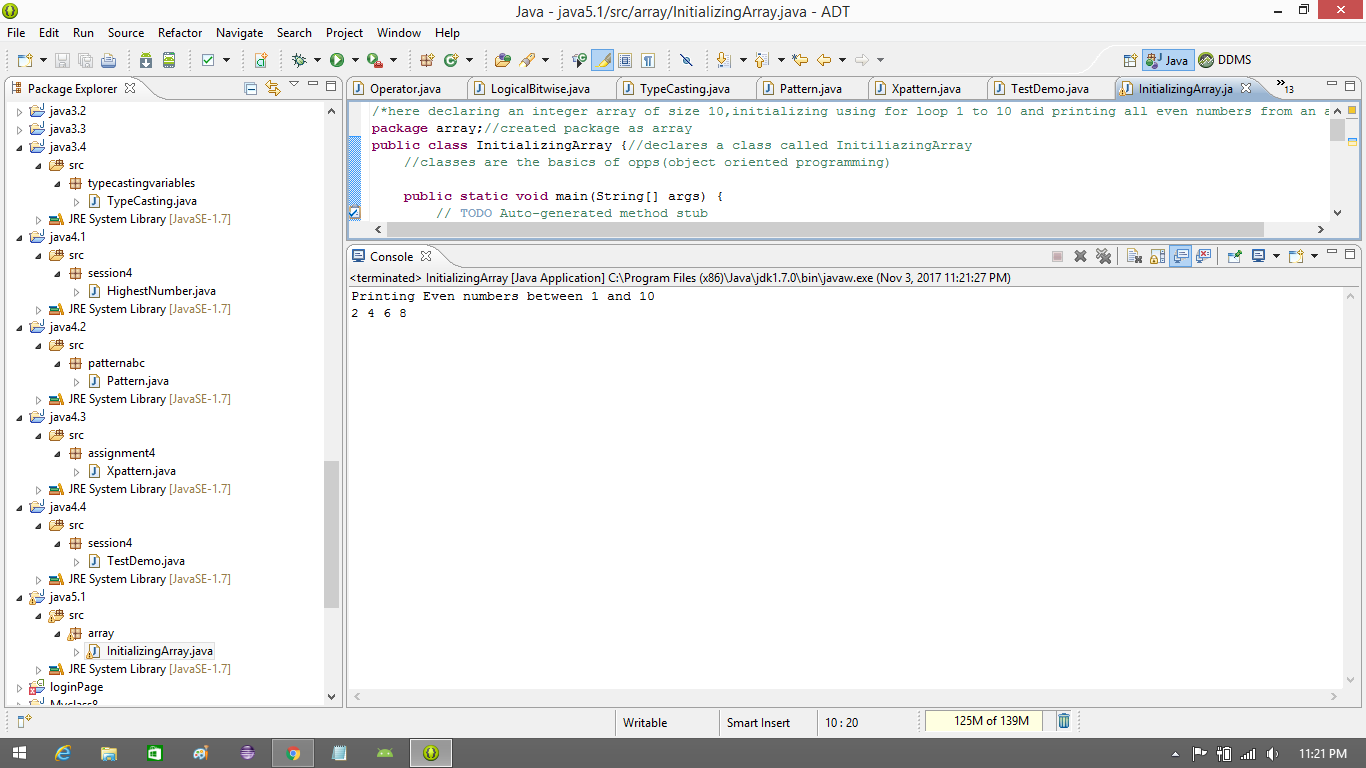 Java - java5.1/src/array/InitializingArray.java - ADT
File Edit Run Source Refactor Navigate Search Project Window Help
Java DDMS
Package Explorer
java3.2
java3.3
java3.4
src
typecastingvariables
TypeCasting.java
JRE System Library [JavaSE-1.7]
java4.1
src
session4
HighestNumber.java
JRE System Library [JavaSE-1.7]
java4.2
src
patternabc
Pattern.java
JRE System Library [JavaSE-1.7]
java4.3
src
assignment4
Xpattern.java
JRE System Library [JavaSE-1.7]
java4.4
src
session4
TestDemo.java
JRE System Library [JavaSE-1.7]
java5.1
src
array
InitializingArray.java
JRE System Library [JavaSE-1.7]
loginPage
Myclass8
Operator.java LogicalBitwise.java TypeCasting.java Pattern.java Xpattern.java TestDemo.java InitializingArray.ja 13
/*here declaring an integer array of size 10,initializing using for loop 1 to 10 and printing all even numbers from an a
package array;//created package as array
public class InitializingArray {//declares a class called InitiliazingArray
//classes are the basics of opps(object oriented programming)
public static void main(String[] args) {
// TODO Auto-generated method stub
Console
<terminated> InitializingArray [Java Application] C:\Program Files (x86)\Java\jdk1.7.0\bin\javaw.exe (Nov 3, 2017 11:21:27 PM)
Printing Even numbers between 1 and 10
2 4 6 8
Writable Smart Insert 10 : 20 125M of 139M
11:21 PM